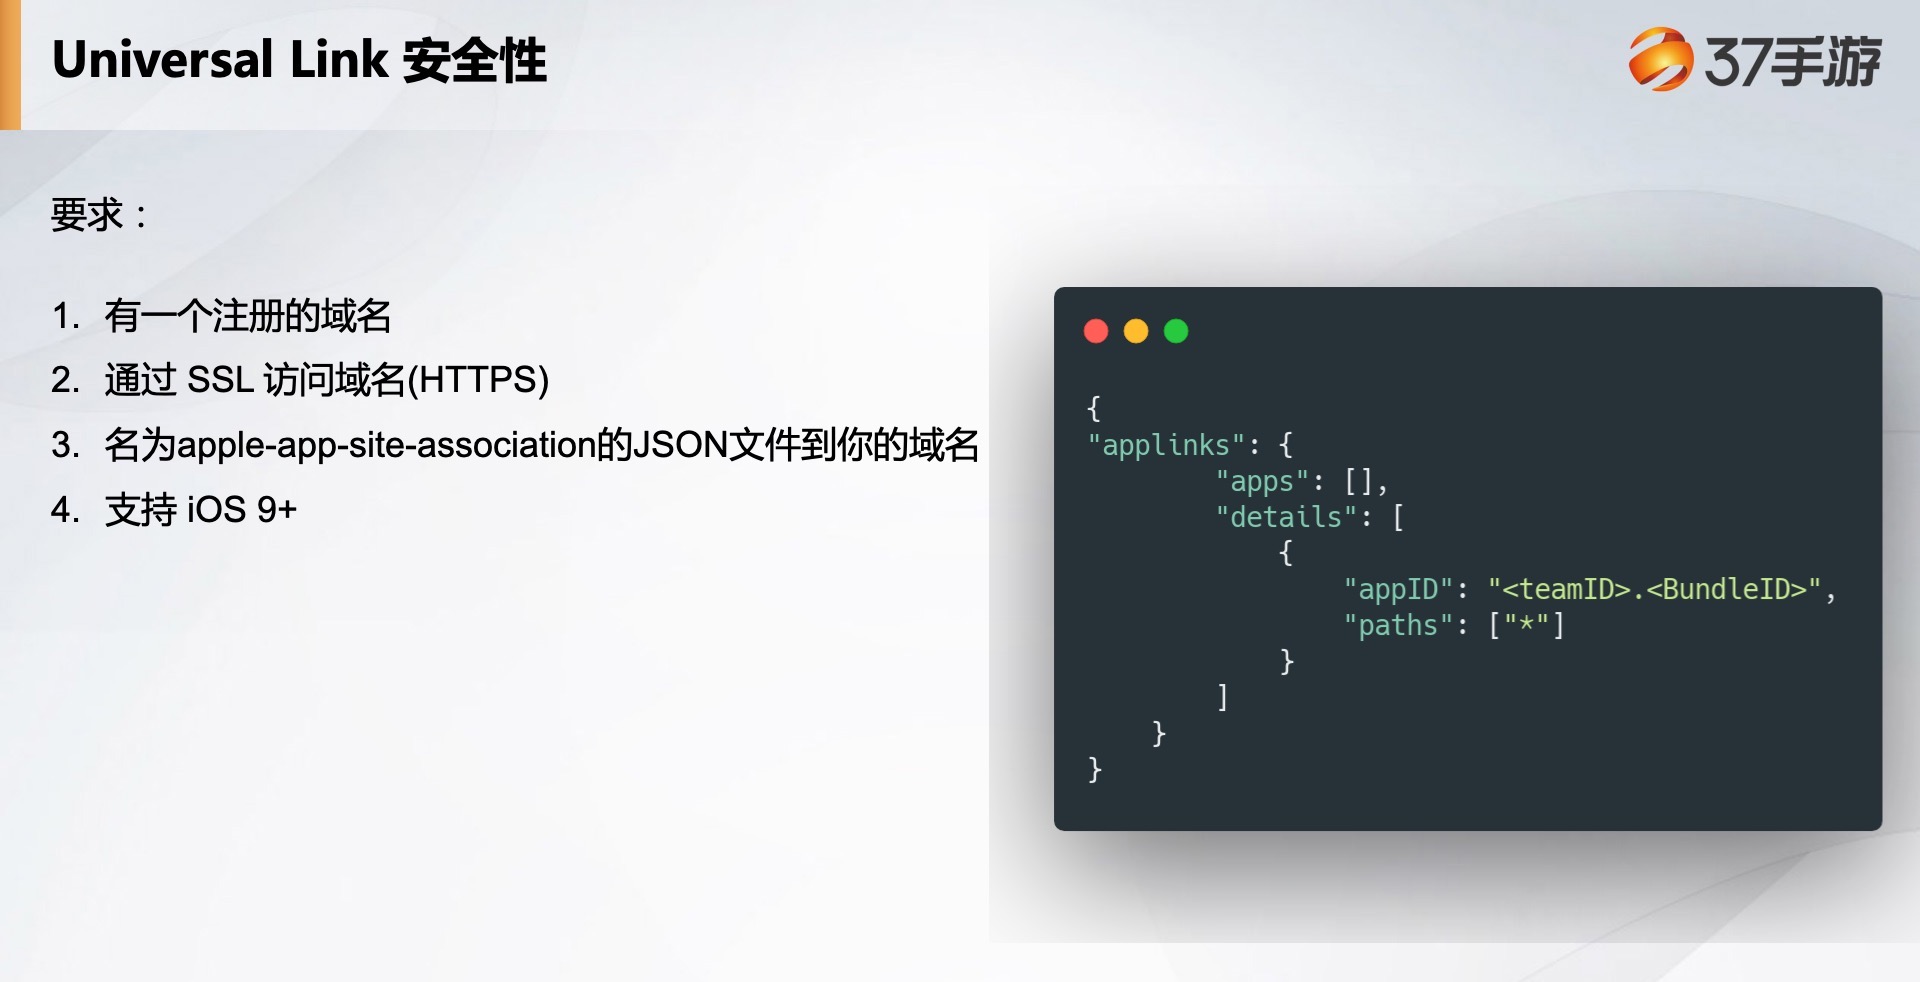 Universal Link 安全性
37手游
要求：
1. 有一个注册的域名
2. 通过 SSL 访问域名(HTTPS)
3. 名为apple-app-site-association的JSON文件到你的域名
4. 支持 iOS 9+
{
"applinks": {
        "apps": [],
        "details": [
            {
                "appID": "<teamID>.<BundleID>",
                "paths": ["*"]
            }
        ]
    }
}